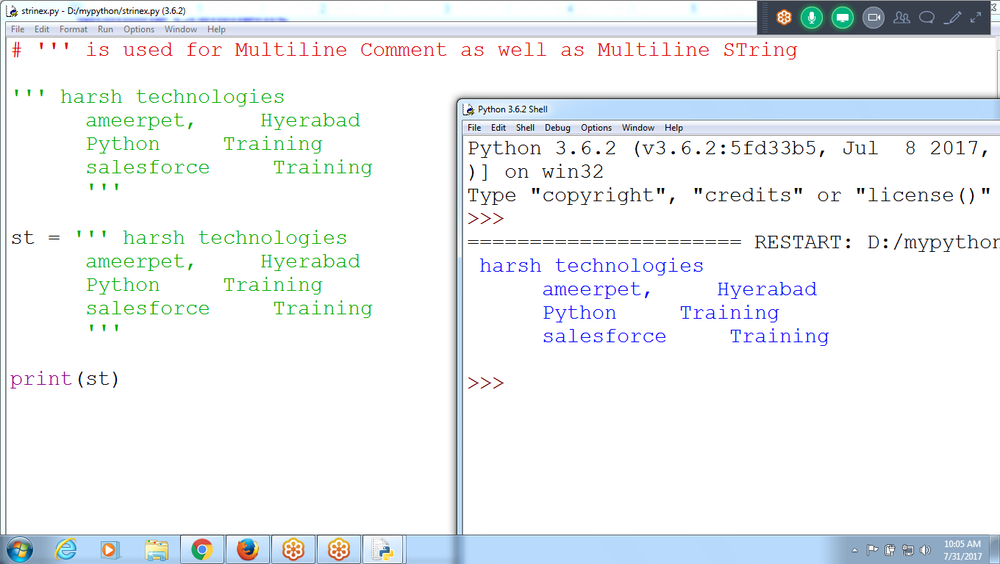 strinex.py - D:/mypython/strinex.py (3.6.2)
File Edit Format Run Options Window Help
# ''' is used for Multiline Comment as well as Multiline STring
''' harsh technologies
ameerpet, Hyerabad
Python Training
salesforce Training
'''
st = ''' harsh technologies
ameerpet, Hyerabad
Python Training
salesforce Training
'''
print(st)
Python 3.6.2 Shell
File Edit Shell Debug Options Window Help
Python 3.6.2 (v3.6.2:5fd33b5, Jul 8 2017,
)] on win32
Type "copyright", "credits" or "license()"
>>>
====================== RESTART: D:/mypython
harsh technologies
ameerpet, Hyerabad
Python Training
salesforce Training
>>>
10:05 AM
7/31/2017